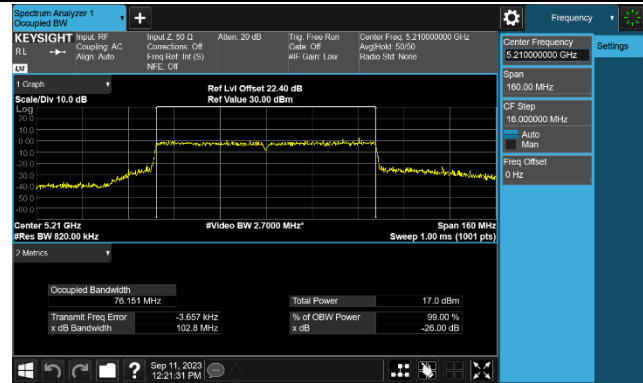 Spectrum Analyzer 1
Occupied BW
+
Frequency
KEYSIGHT
RL
LXI
Input: RF
Coupling: AC
Align: Auto
Input Z: 50 Ω
Corrections: Off
Freq Ref: Int (S)
NFE: Off
Atten: 20 dB
Trig: Free Run
Gate: Off
#IF Gain: Low
Center Freq: 5.210000000 GHz
Avg|Hold: 50/50
Radio Std: None
Center Frequency
5.210000000 GHz
Settings
Span
160.00 MHz
CF Step
16.000000 MHz
Auto
Man
Freq Offset
0 Hz
1 Graph
Scale/Div 10.0 dB
Ref Lvl Offset 22.40 dB
Ref Value 30.00 dBm
Log
20.0
10.0
0.00
-10.0
-20.0
-30.0
-40.0
-50.0
-60.0
Center 5.21 GHz
#Video BW 2.7000 MHz*
Span 160 MHz
#Res BW 820.00 kHz
Sweep 1.00 ms (1001 pts)
2 Metrics
Occupied Bandwidth
76.151 MHz
Total Power 17.0 dBm
Transmit Freq Error -3.657 kHz
% of OBW Power 99.00 %
x dB Bandwidth 102.8 MHz
x dB -26.00 dB
?
Sep 11, 2023
12:21:31 PM